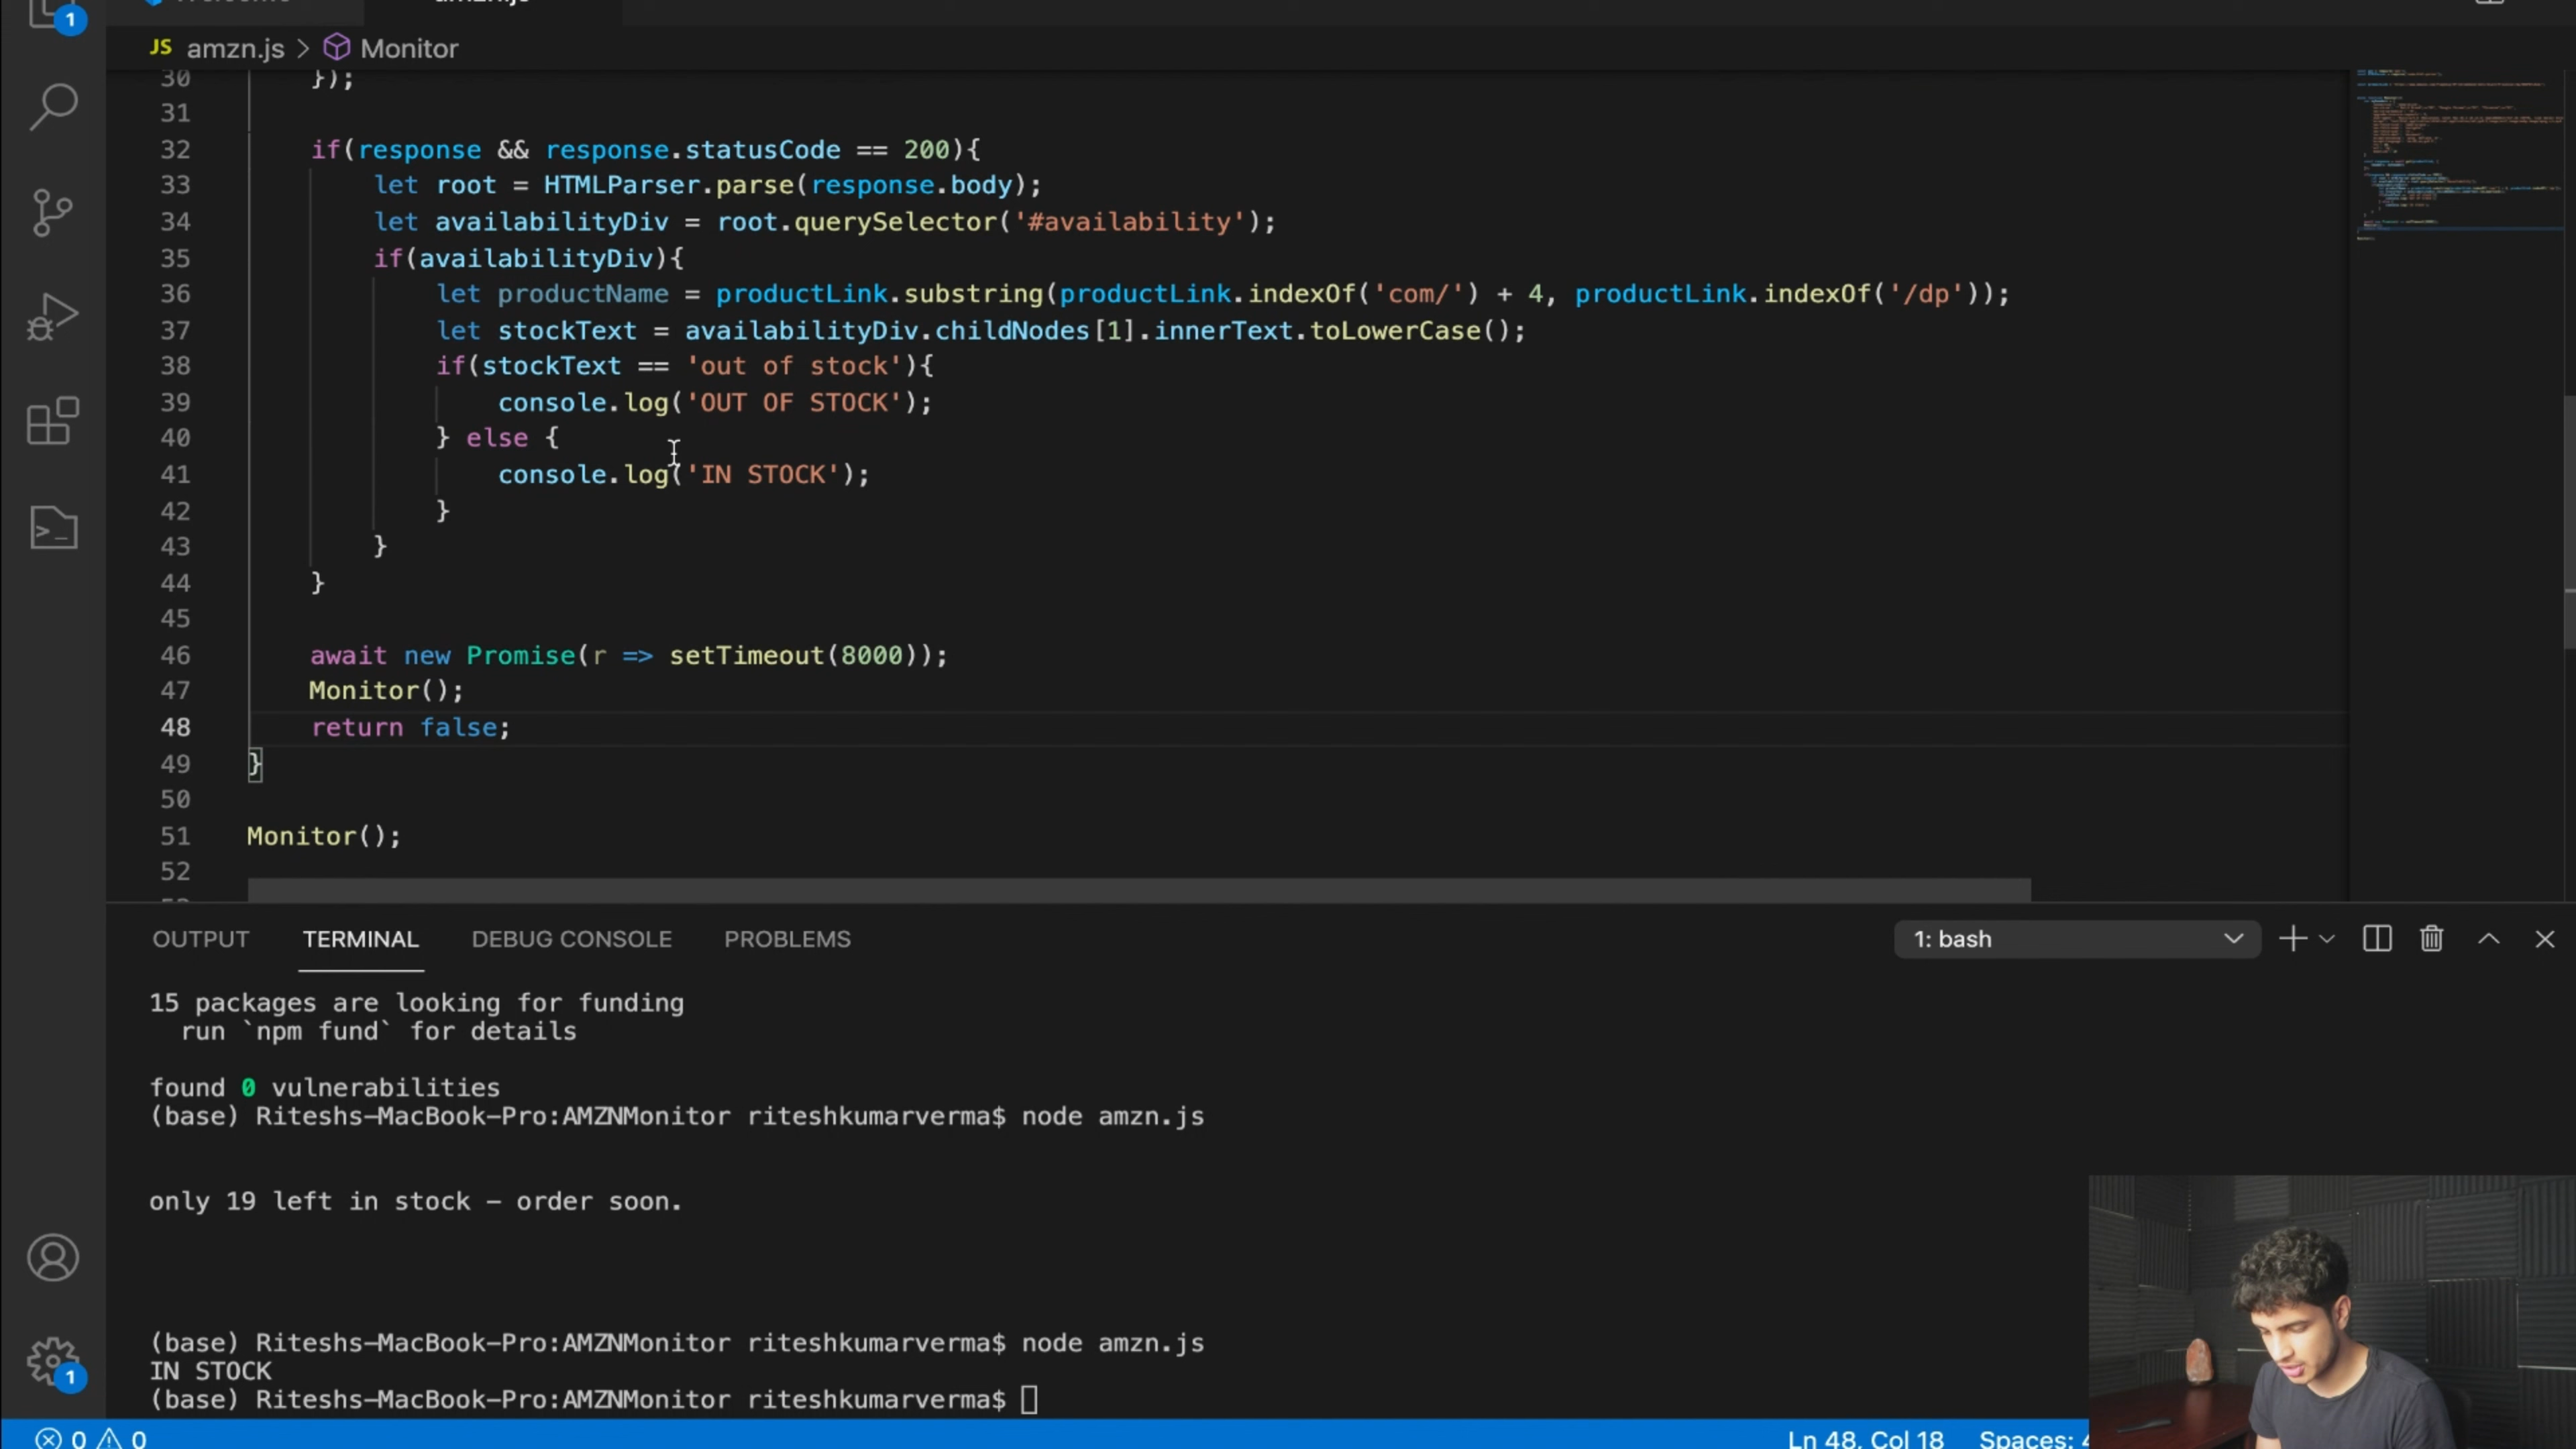 1
JS amzn.js > Monitor
30 });
31
32 if(response && response.statusCode == 200){
33 let root = HTMLParser.parse(response.body);
34 let availabilityDiv = root.querySelector('#availability');
35 if(availabilityDiv){
36 let productName = productLink.substring(productLink.indexOf('com/') + 4, productLink.indexOf('/dp'));
37 let stockText = availabilityDiv.childNodes[1].innerText.toLowerCase();
38 if(stockText == 'out of stock'){
39 console.log('OUT OF STOCK');
40 } else {
41 console.log('IN STOCK');
42 }
43 }
44 }
45
46 await new Promise(r => setTimeout(8000));
47 Monitor();
48 return false;
49 }
50
51 Monitor();
52
OUTPUT TERMINAL DEBUG CONSOLE PROBLEMS 1: bash
15 packages are looking for funding
run `npm fund` for details
found 0 vulnerabilities
(base) Riteshs-MacBook-Pro:AMZNMonitor riteshkumarverma$ node amzn.js
only 19 left in stock - order soon.
(base) Riteshs-MacBook-Pro:AMZNMonitor riteshkumarverma$ node amzn.js
IN STOCK
(base) Riteshs-MacBook-Pro:AMZNMonitor riteshkumarverma$
1
0 0 Ln 48, Col 18 Spaces: